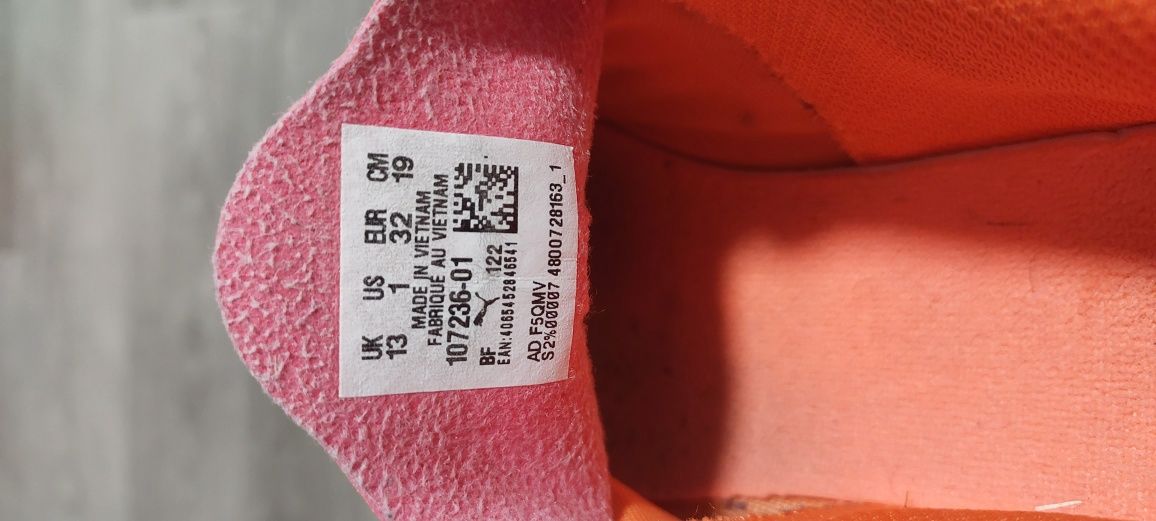 UK US EUR CM
13 1 32 19
MADE IN VIETNAM
FABRIQUE AU VIETNAM
107236-01
BF 122
EAN:4065452846541
AD F5QMV
S2%00007 4800728163_1